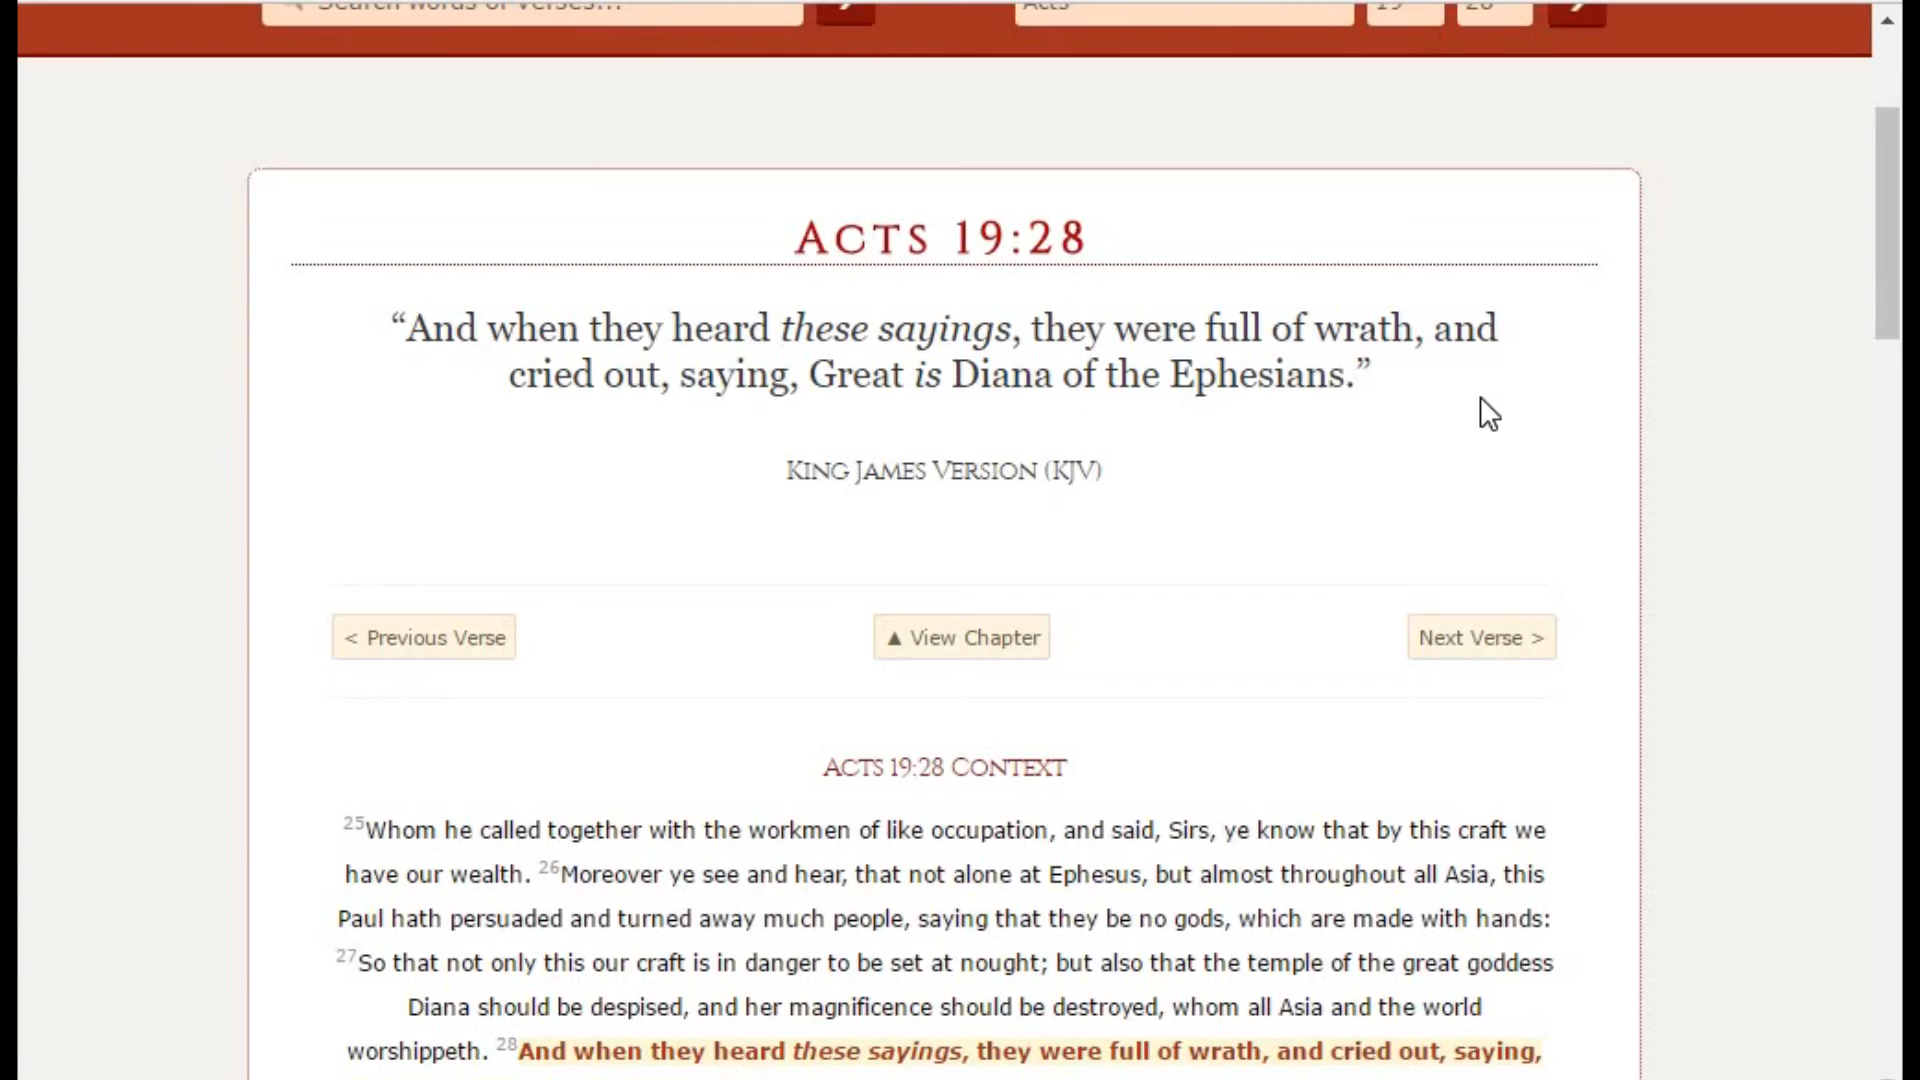 Search words or verses... Acts 19 28
ACTS 19:28
“And when they heard these sayings, they were full of wrath, and
cried out, saying, Great is Diana of the Ephesians.”
KING JAMES VERSION (KJV)
< Previous Verse ▲ View Chapter Next Verse >
ACTS 19:28 CONTEXT
25Whom he called together with the workmen of like occupation, and said, Sirs, ye know that by this craft we
have our wealth. 26Moreover ye see and hear, that not alone at Ephesus, but almost throughout all Asia, this
Paul hath persuaded and turned away much people, saying that they be no gods, which are made with hands:
27So that not only this our craft is in danger to be set at nought; but also that the temple of the great goddess
Diana should be despised, and her magnificence should be destroyed, whom all Asia and the world
worshippeth. 28And when they heard these sayings, they were full of wrath, and cried out, saying,